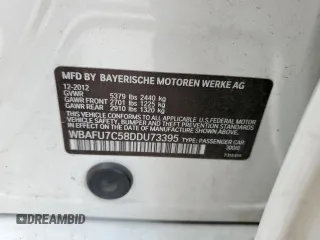 MFD BY BAYERISCHE MOTOREN WERKE AG
12-2012
GVWR 5379 lbs 2440 kg
GAWR FRONT 2701 lbs 1225 kg
GAWR REAR 2910 lbs 1320 kg
THIS VEHICLE CONFORMS TO ALL APPLICABLE
U.S. FEDERAL MOTOR VEHICLE SAFETY, BUMPER,
AND THEFT PREVENTION STANDARDS IN EFFECT
ON THE DATE OF MANUFACTURE SHOWN ABOVE.
WBAFU7C58DDU73395 TYPE: PASSENGER CAR
DREAMBID
dreambid.com